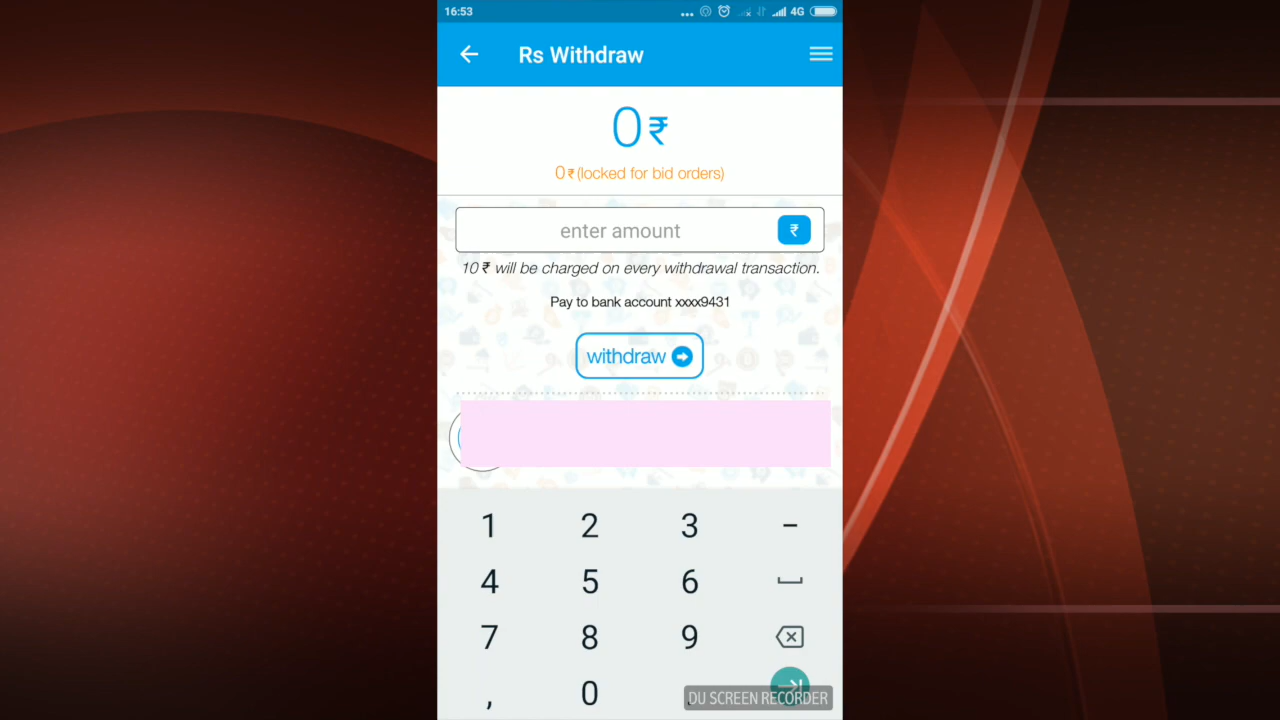 16:53
4G
Rs Withdraw
0₹
0₹(locked for bid orders)
enter amount
₹
10 ₹ will be charged on every withdrawal transaction.
Pay to bank account xxxx9431
withdraw
1 2 3 -
4 5 6
7 8 9
, 0 .
DU SCREEN RECORDER